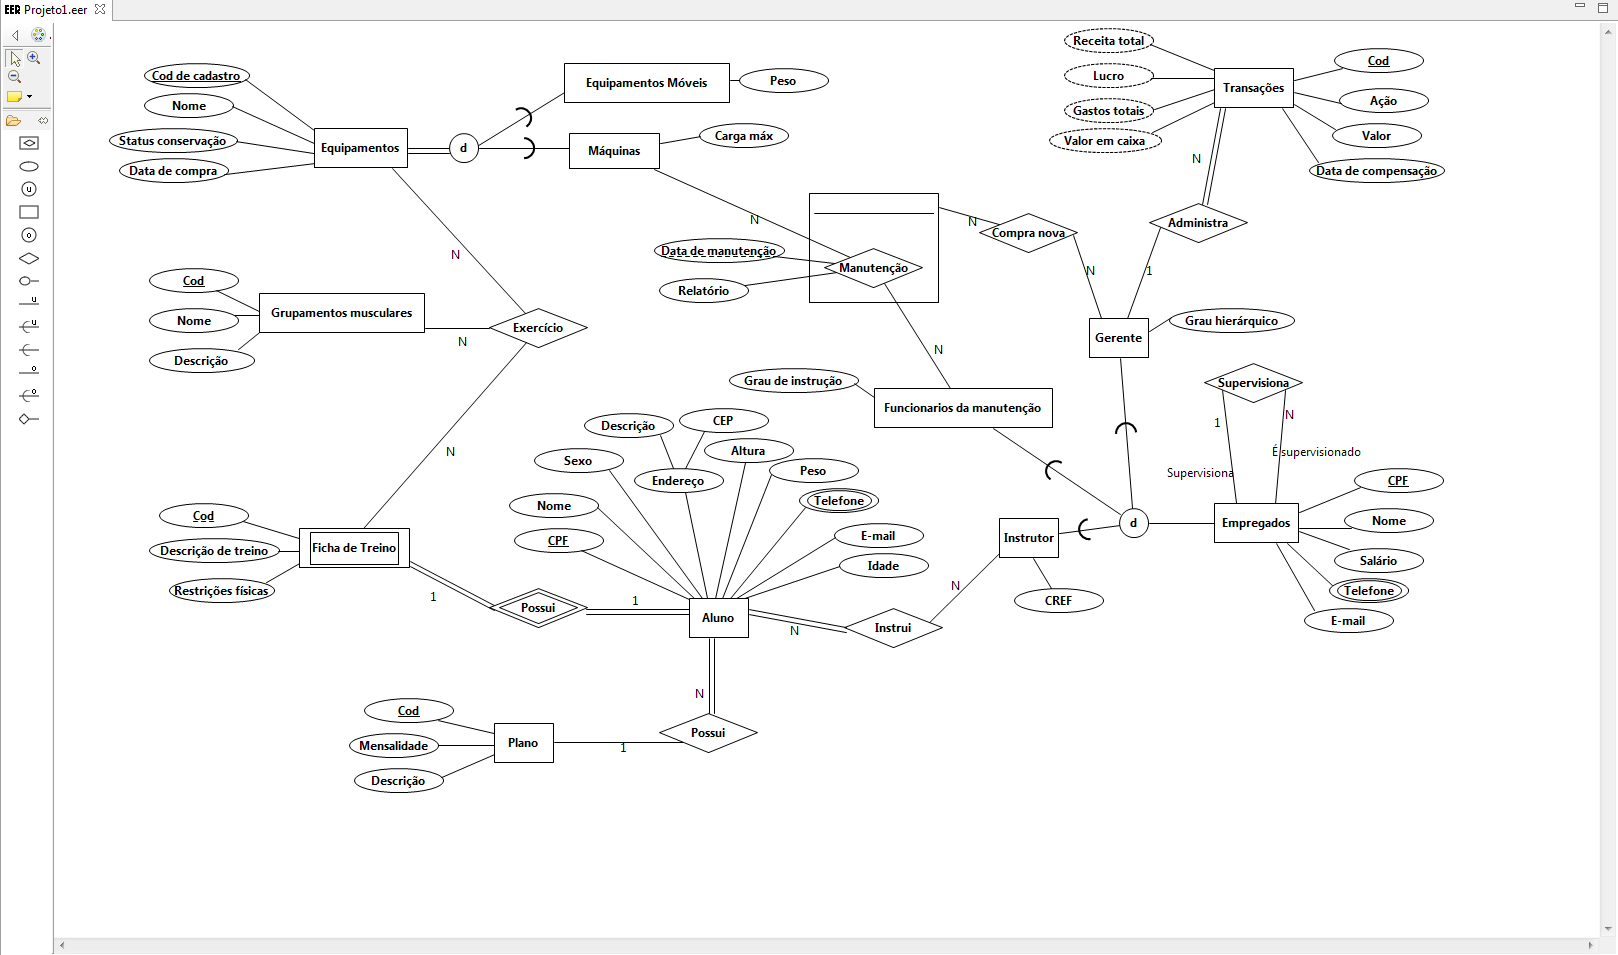 EER Projeto1.eer
Receita total
Lucro
Gastos totais
Valor em caixa
Transações
Cod
Ação
Valor
Data de compensação
Cod de cadastro
Nome
Status conservação
Data de compra
Equipamentos
d
Equipamentos Móveis
Peso
Máquinas
Carga máx
N
N
N
Administra
Compra nova
N
Data de manutenção
Relatório
Manutenção
N
N
1
Cod
Nome
Descrição
Grupamentos musculares
N
Exercício
Gerente
Grau hierárquico
N
Grau de instrução
Funcionarios da manutenção
Supervisiona
1
N
É supervisionado
Supervisiona
N
Descrição
CEP
Sexo
Endereço
Altura
Peso
Telefone
Nome
CPF
E-mail
Idade
Cod
Descrição de treino
Restrições físicas
Ficha de Treino
1
Possui
1
Aluno
N
Instrui
N
Instrutor
CREF
d
Empregados
CPF
Nome
Salário
Telefone
E-mail
N
Cod
Mensalidade
Descrição
Plano
1
Possui
u
o
u
u
o
o